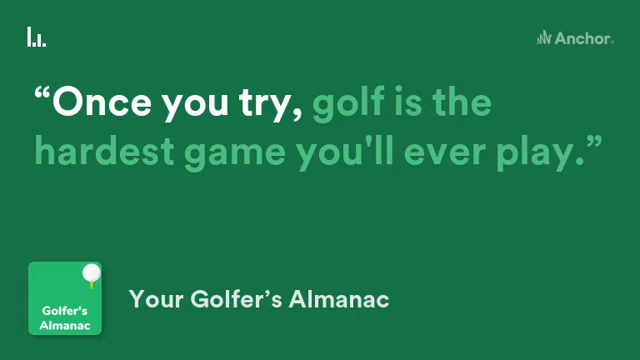 Anchor
“Once you try, golf is the
hardest game you'll ever play.”
Golfer's
Almanac
Your Golfer’s Almanac